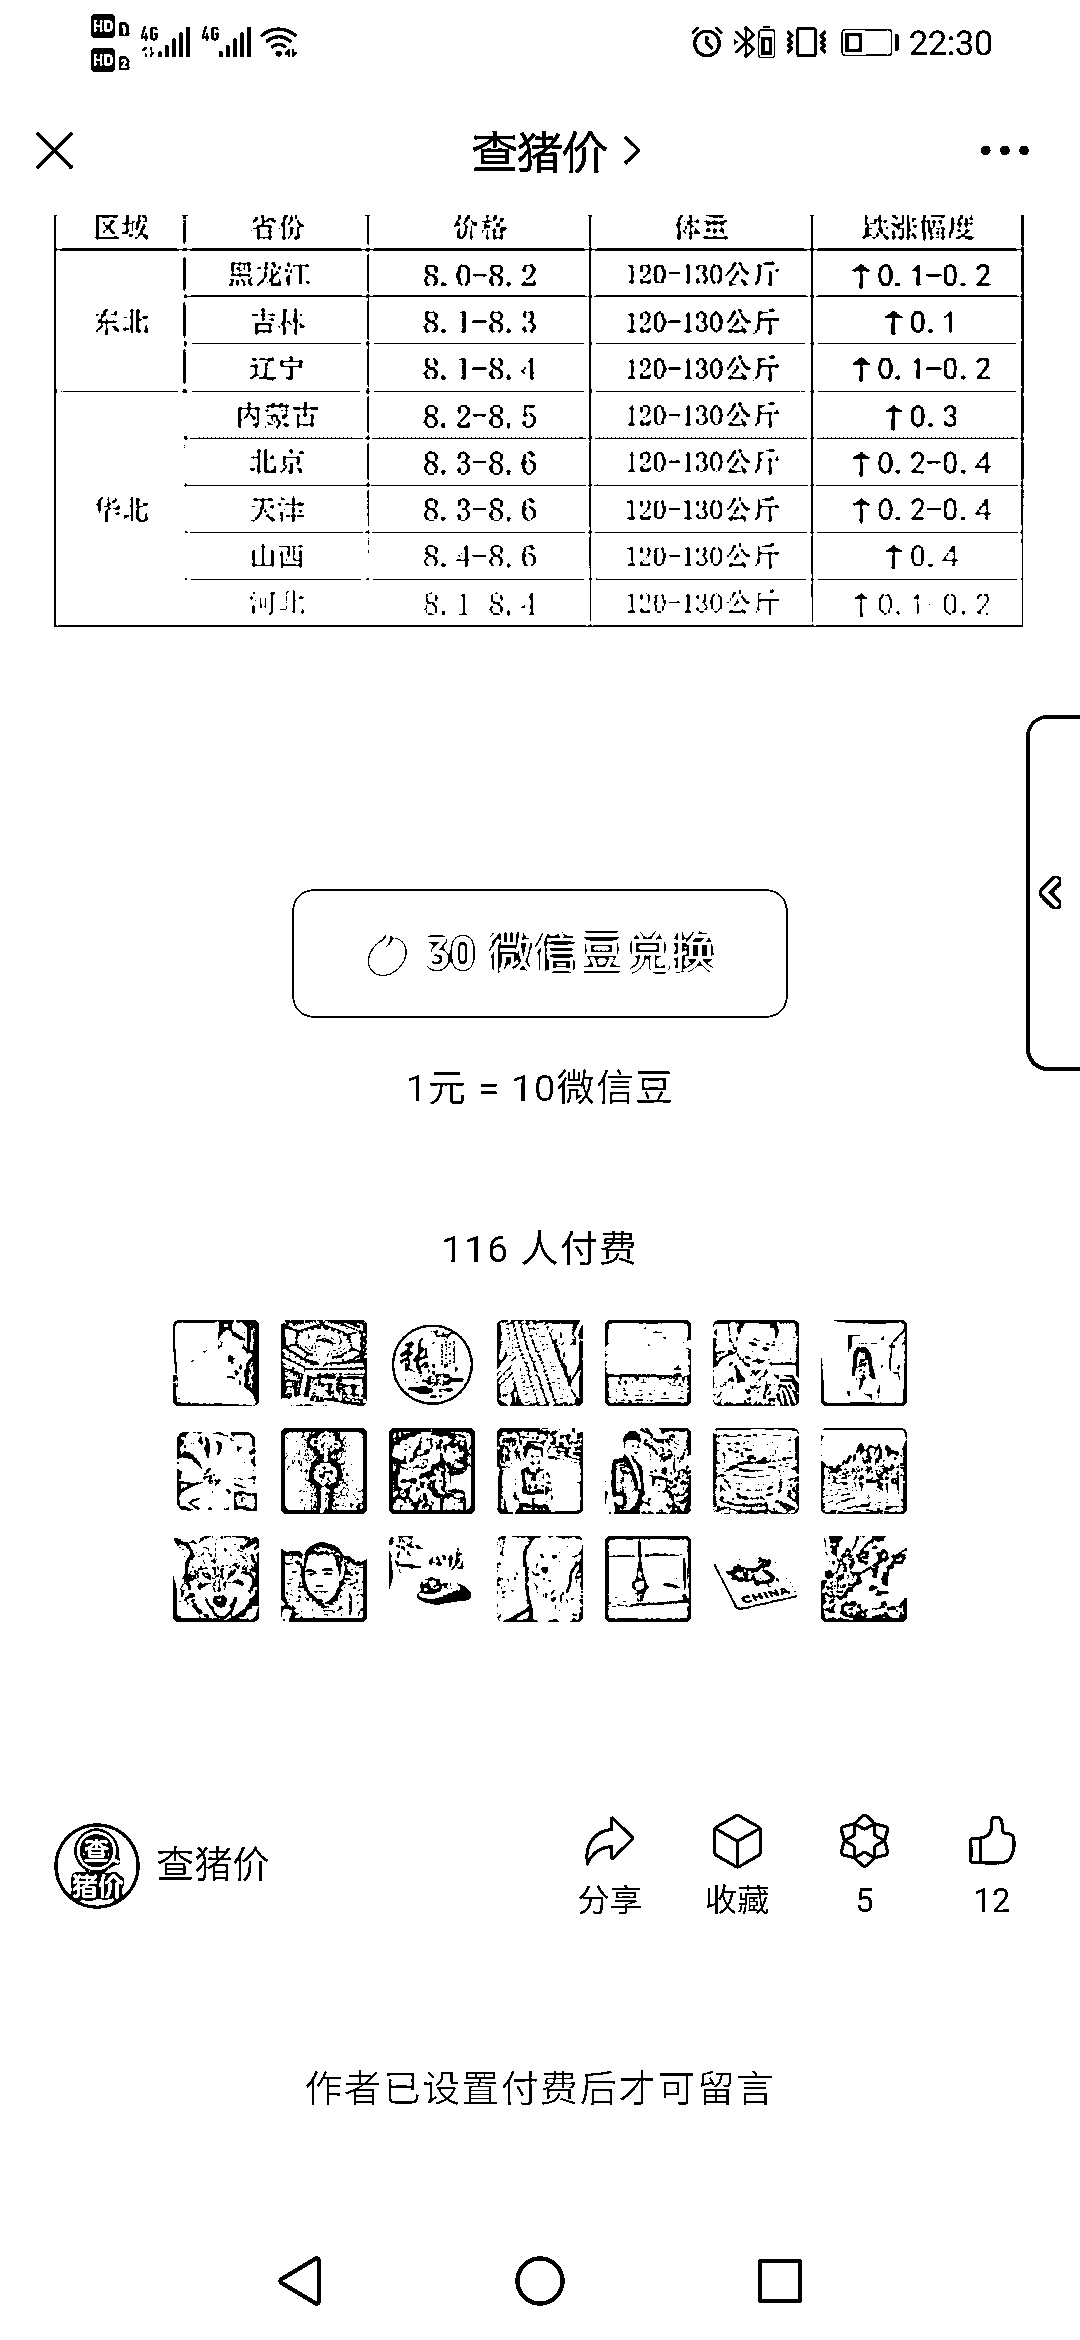 HD 1 4G 4G 22:30
HD 2
查猪价
区域 省份 价格 体重 跌涨幅度
东北 黑龙江 8.0-8.2 120-130公斤 ↑0.1-0.2
吉林 8.1-8.3 120-130公斤 ↑0.1
辽宁 8.1-8.4 120-130公斤 ↑0.1-0.2
华北 内蒙古 8.2-8.5 120-130公斤 ↑0.3
北京 8.3-8.6 120-130公斤 ↑0.2-0.4
天津 8.3-8.6 120-130公斤 ↑0.2-0.4
山西 8.4-8.6 120-130公斤 ↑0.4
河北 8.1-8.4 120-130公斤 ↑0.1-0.2
30 微信豆兑换
1元 = 10微信豆
116 人付费
CHINA
查猪价
查猪价
分享 收藏 5 12
作者已设置付费后才可留言